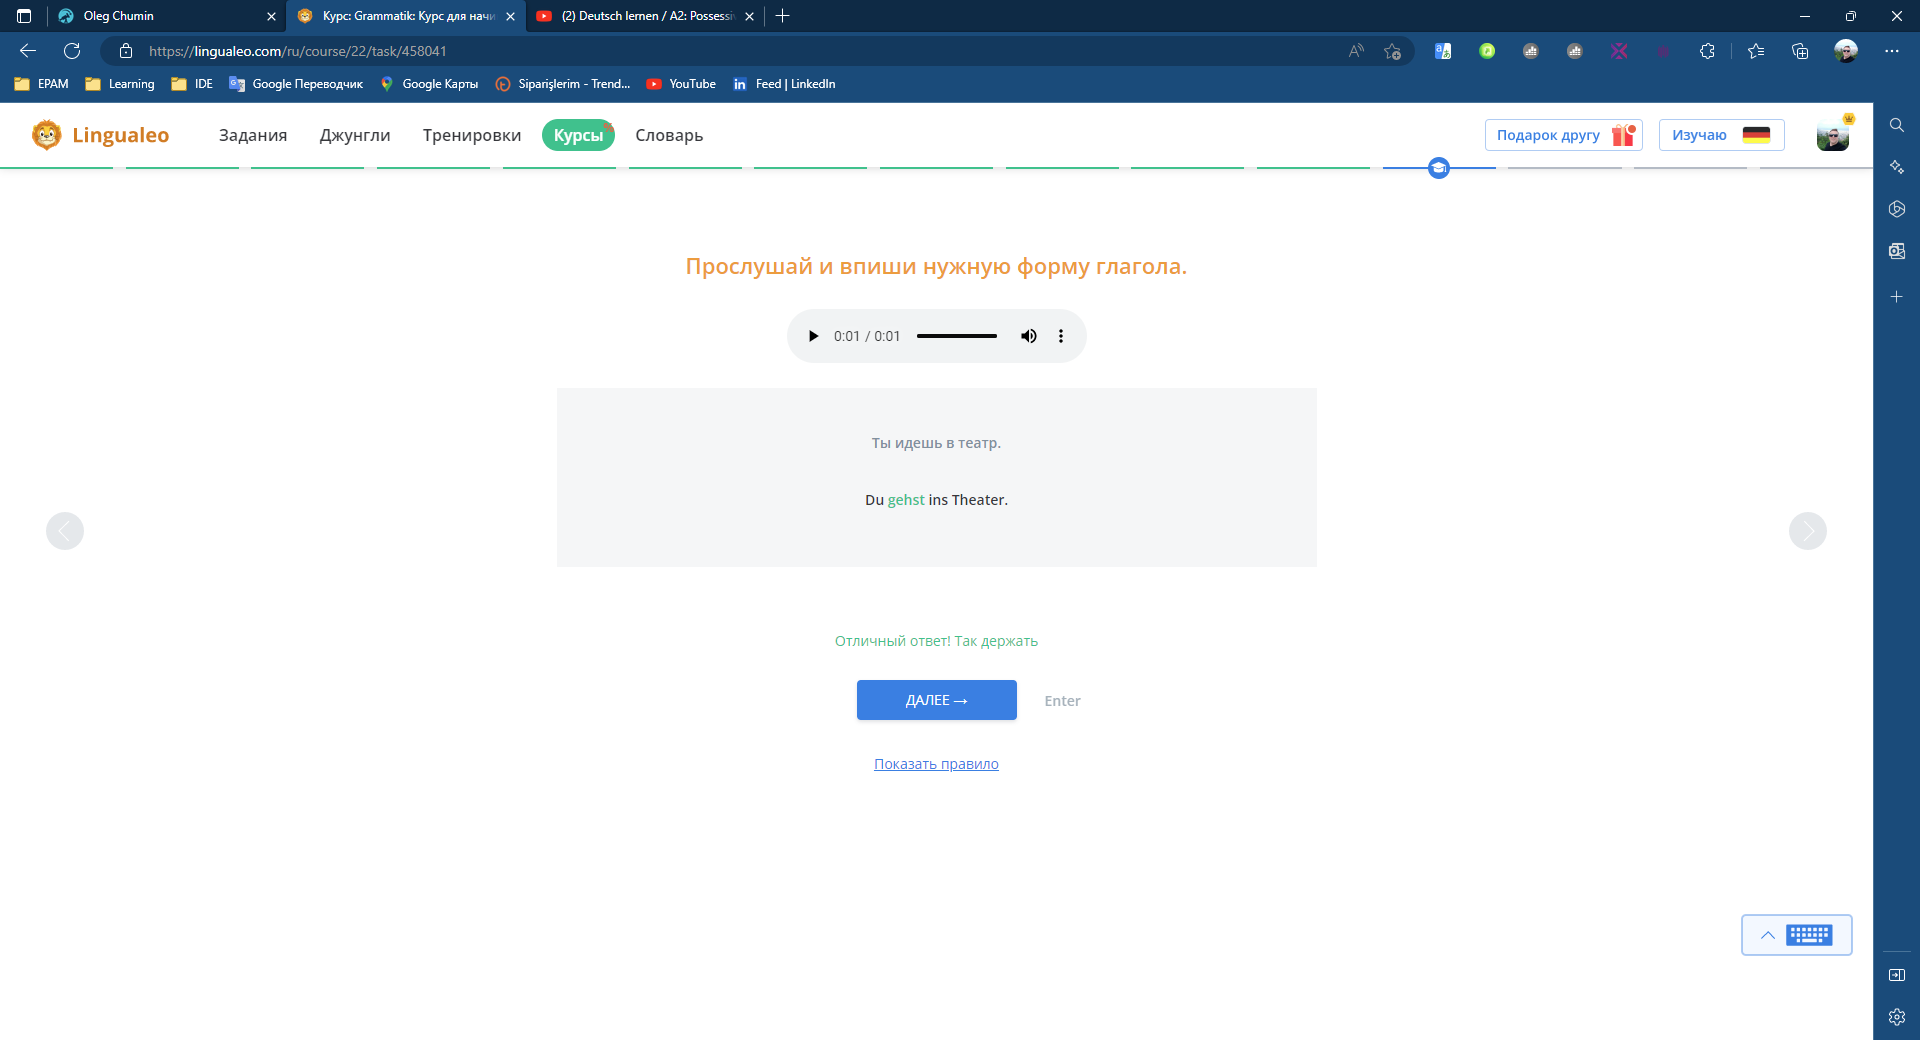 Oleg Chumin
Курс: Grammatik: Курс для начи
(2) Deutsch lernen / A2: Possessi
https://lingualeo.com/ru/course/22/task/458041
EPAM
Learning
IDE
Google Переводчик
Google Карты
Siparişlerim - Trend...
YouTube
Feed | LinkedIn
Lingualeo
Задания
Джунгли
Тренировки
Курсы
Словарь
Подарок другу
Изучаю
Прослушай и впиши нужную форму глагола.
0:01 / 0:01
Ты идешь в театр.
Du gehst ins Theater.
Отличный ответ! Так держать
ДАЛЕЕ →
Enter
Показать правило